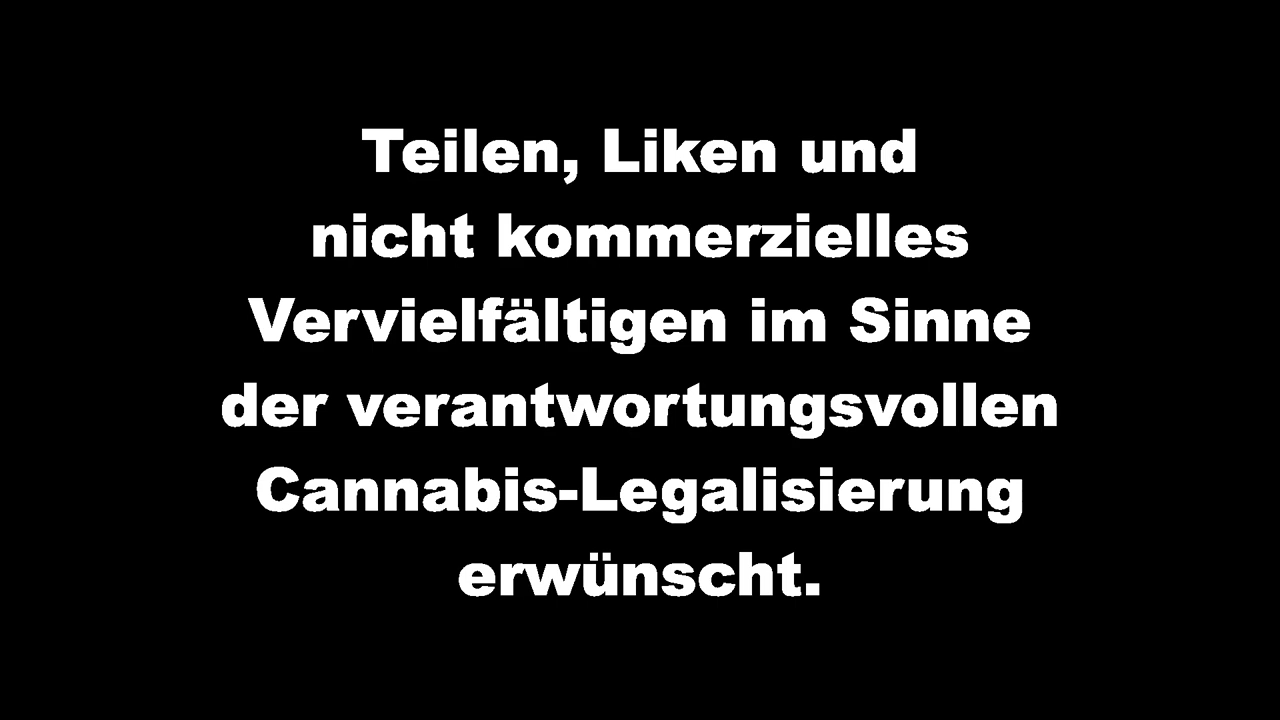 Teilen, Liken und
nicht kommerzielles
Vervielfältigen im Sinne
der verantwortungsvollen
Cannabis-Legalisierung
erwünscht.